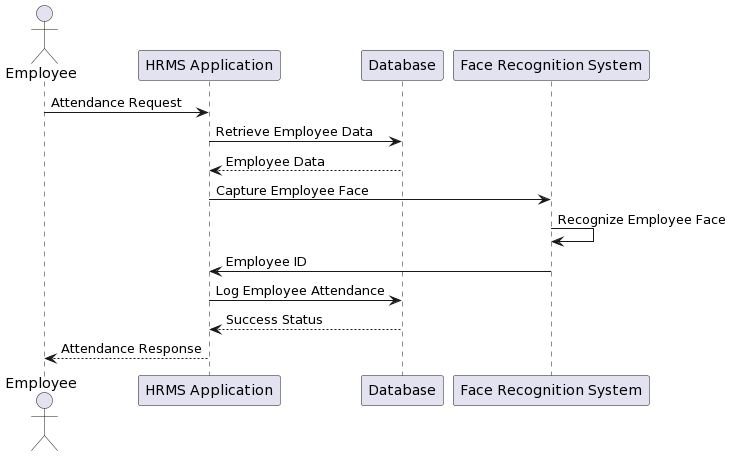 Employee
HRMS Application
Database
Face Recognition System
Attendance Request
Retrieve Employee Data
Employee Data
Capture Employee Face
Recognize Employee Face
Employee ID
Log Employee Attendance
Success Status
Attendance Response
Employee
HRMS Application
Database
Face Recognition System